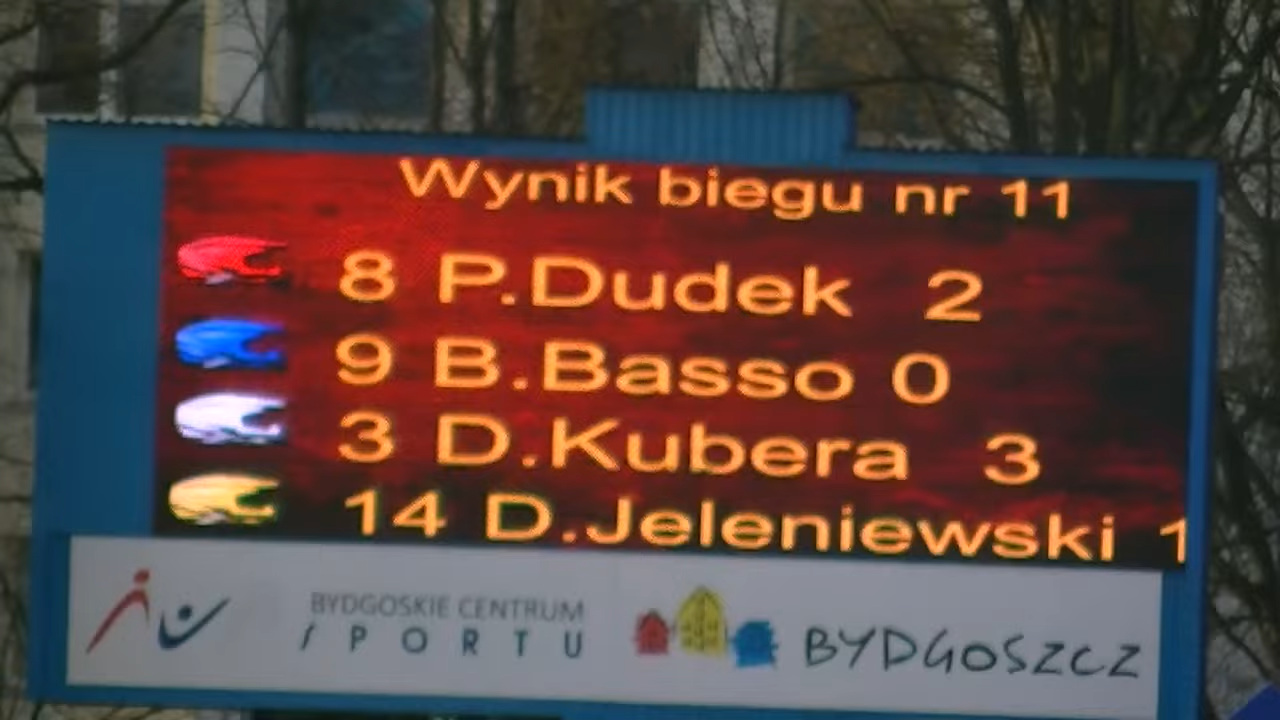 Wynik biegu nr 11
8 P.Dudek 2
9 B.Basso 0
3 D.Kubera 3
14 D.Jeleniewski 1
BYDGOSKIE CENTRUM
SPORTU
BYDGOSZCZ